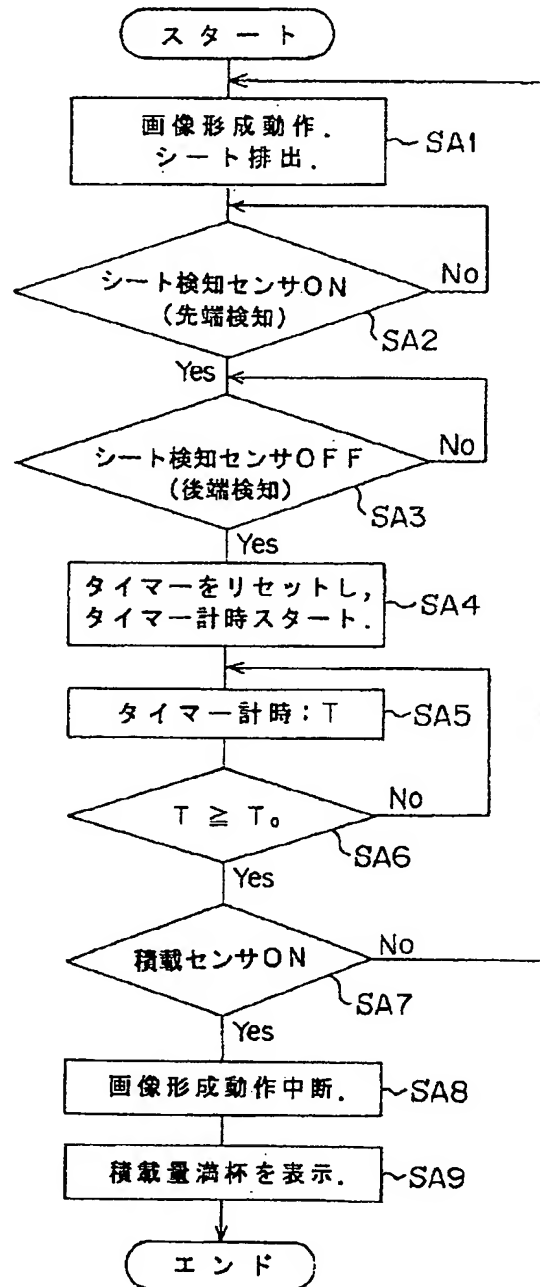 スタート
画像形成動作.
シート排出.
SA1
シート検知センサON
(先端検知)
No
SA2
Yes
シート検知センサOFF
(後端検知)
No
SA3
Yes
タイマーをリセットし,
タイマー計時スタート.
SA4
タイマー計時:T
SA5
T ≧ T₀
No
SA6
Yes
積載センサON
No
SA7
Yes
画像形成動作中断.
SA8
積載量満杯を表示.
SA9
エンド